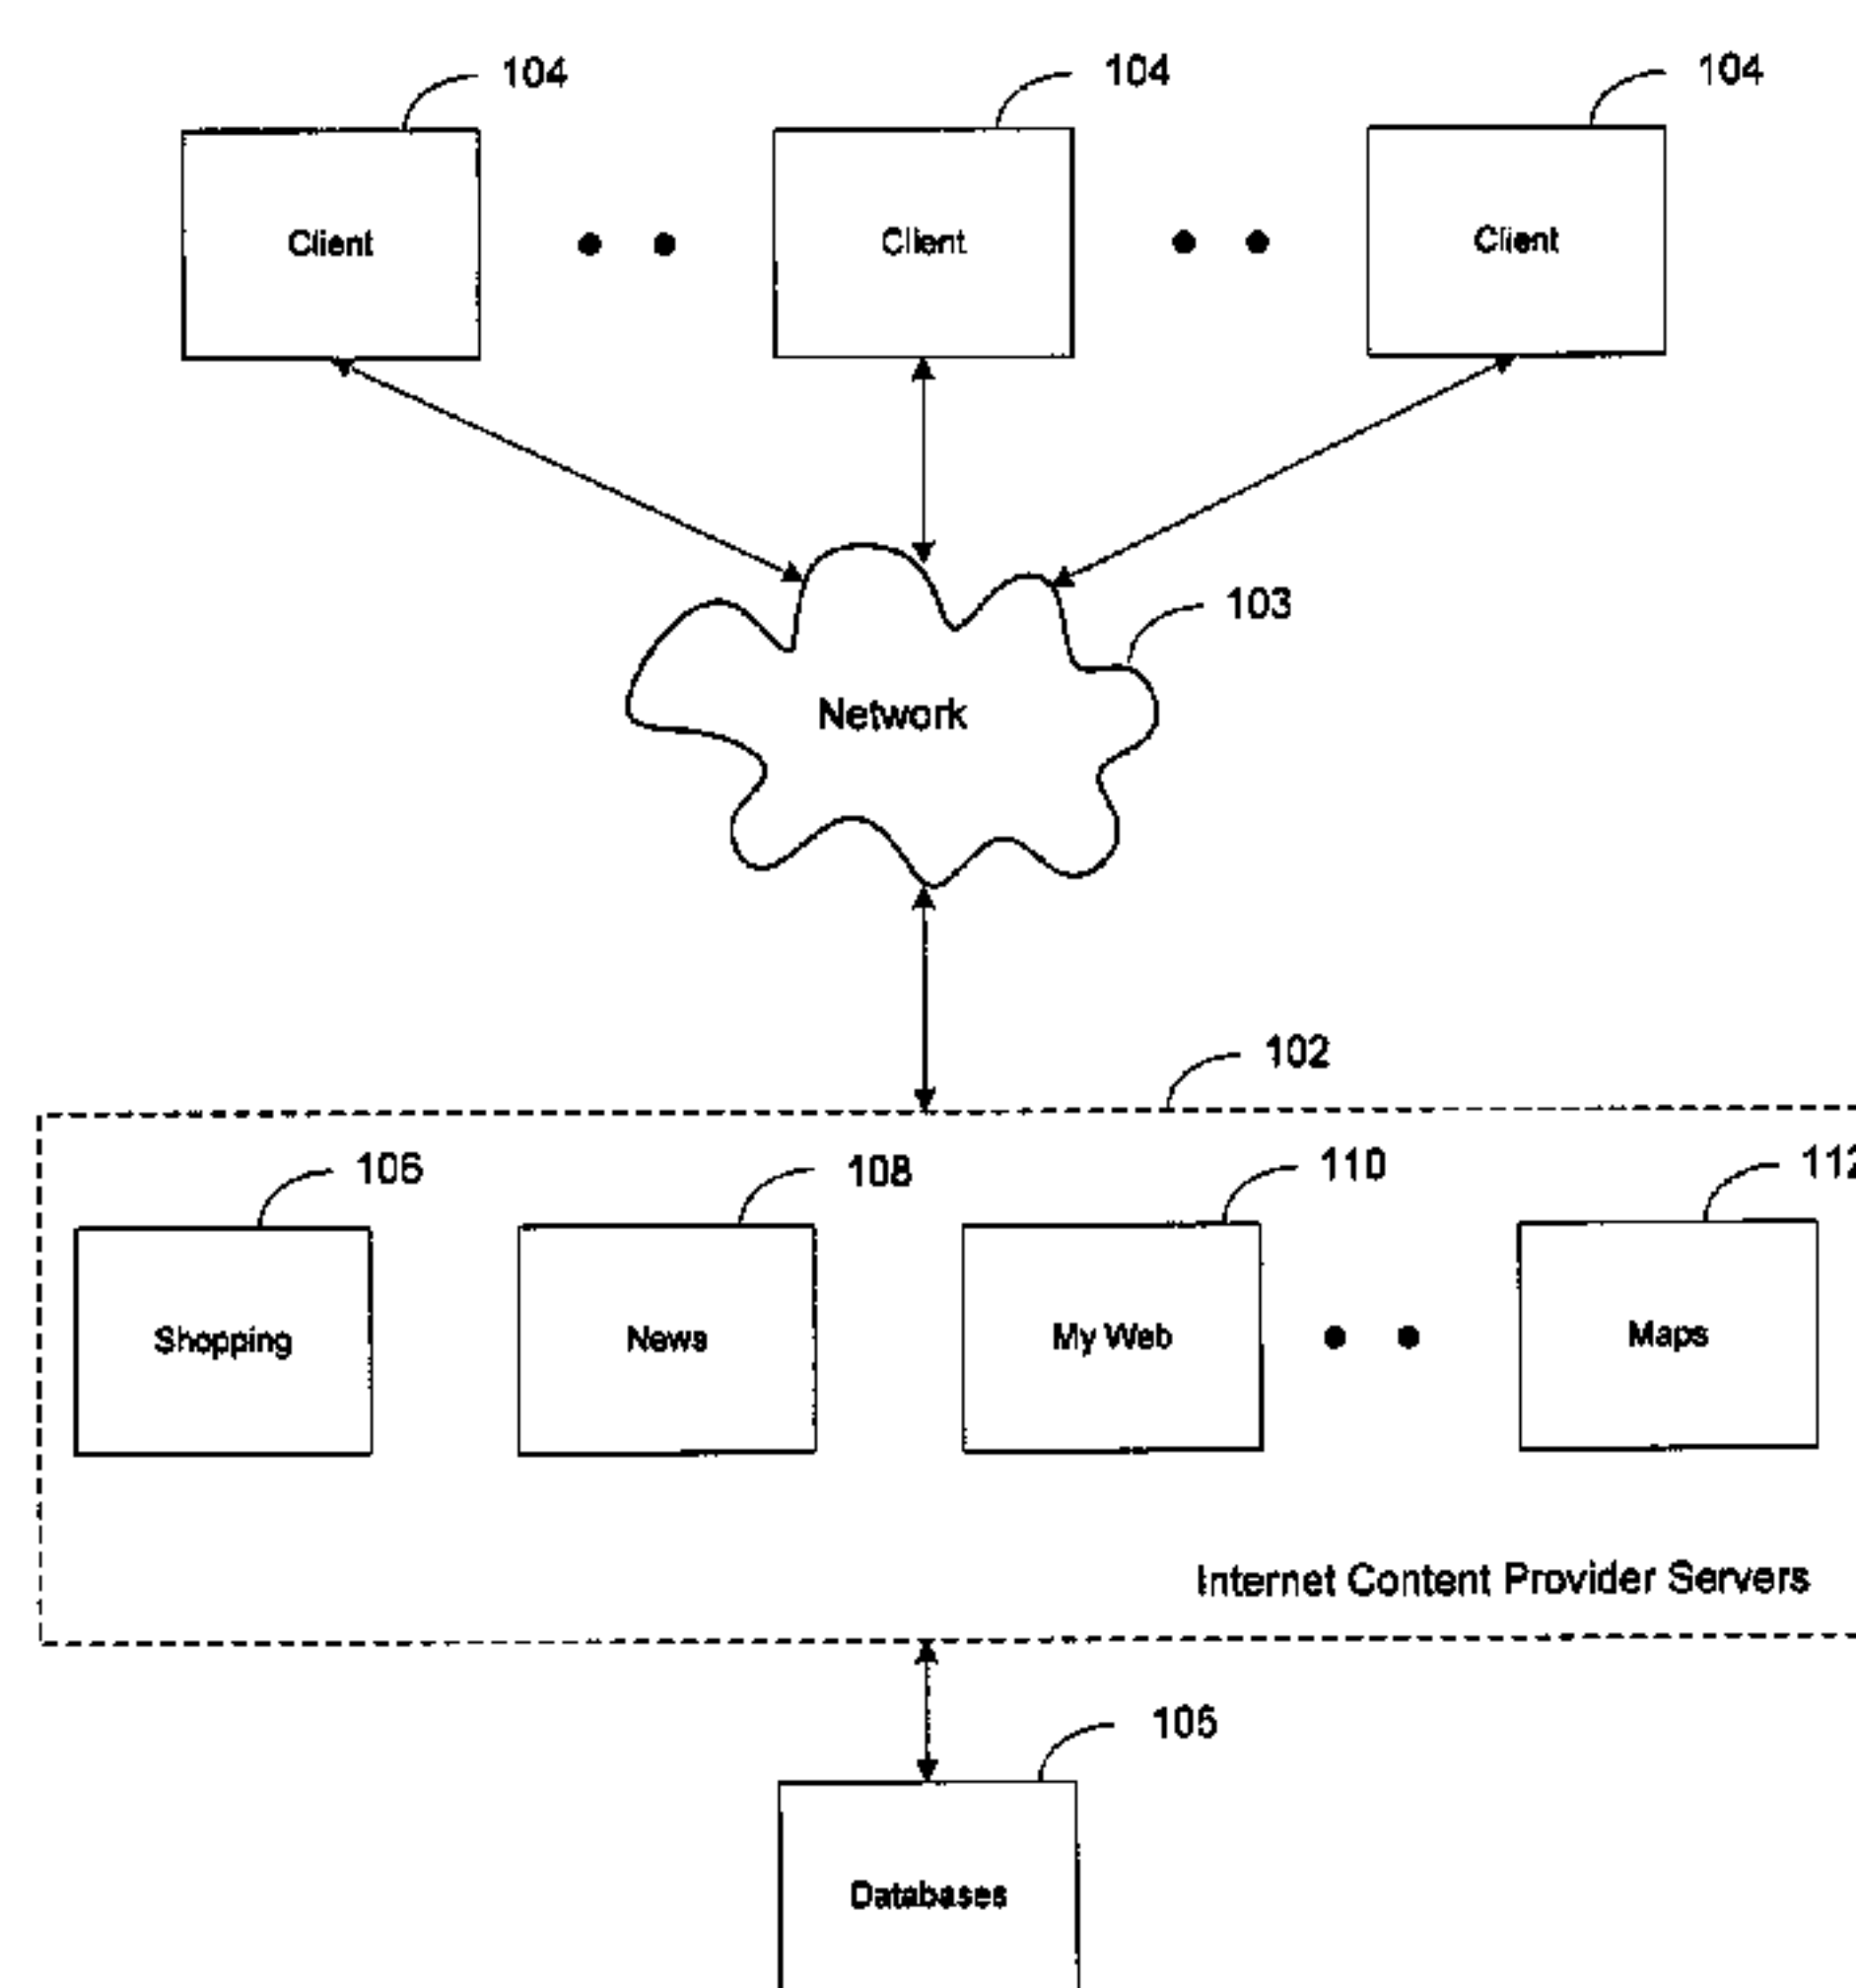 104 104 104
Client Client Client
103
Network
102
106 108 110 112
Shopping News My Web Maps
Internet Content Provider Servers
105
Databases